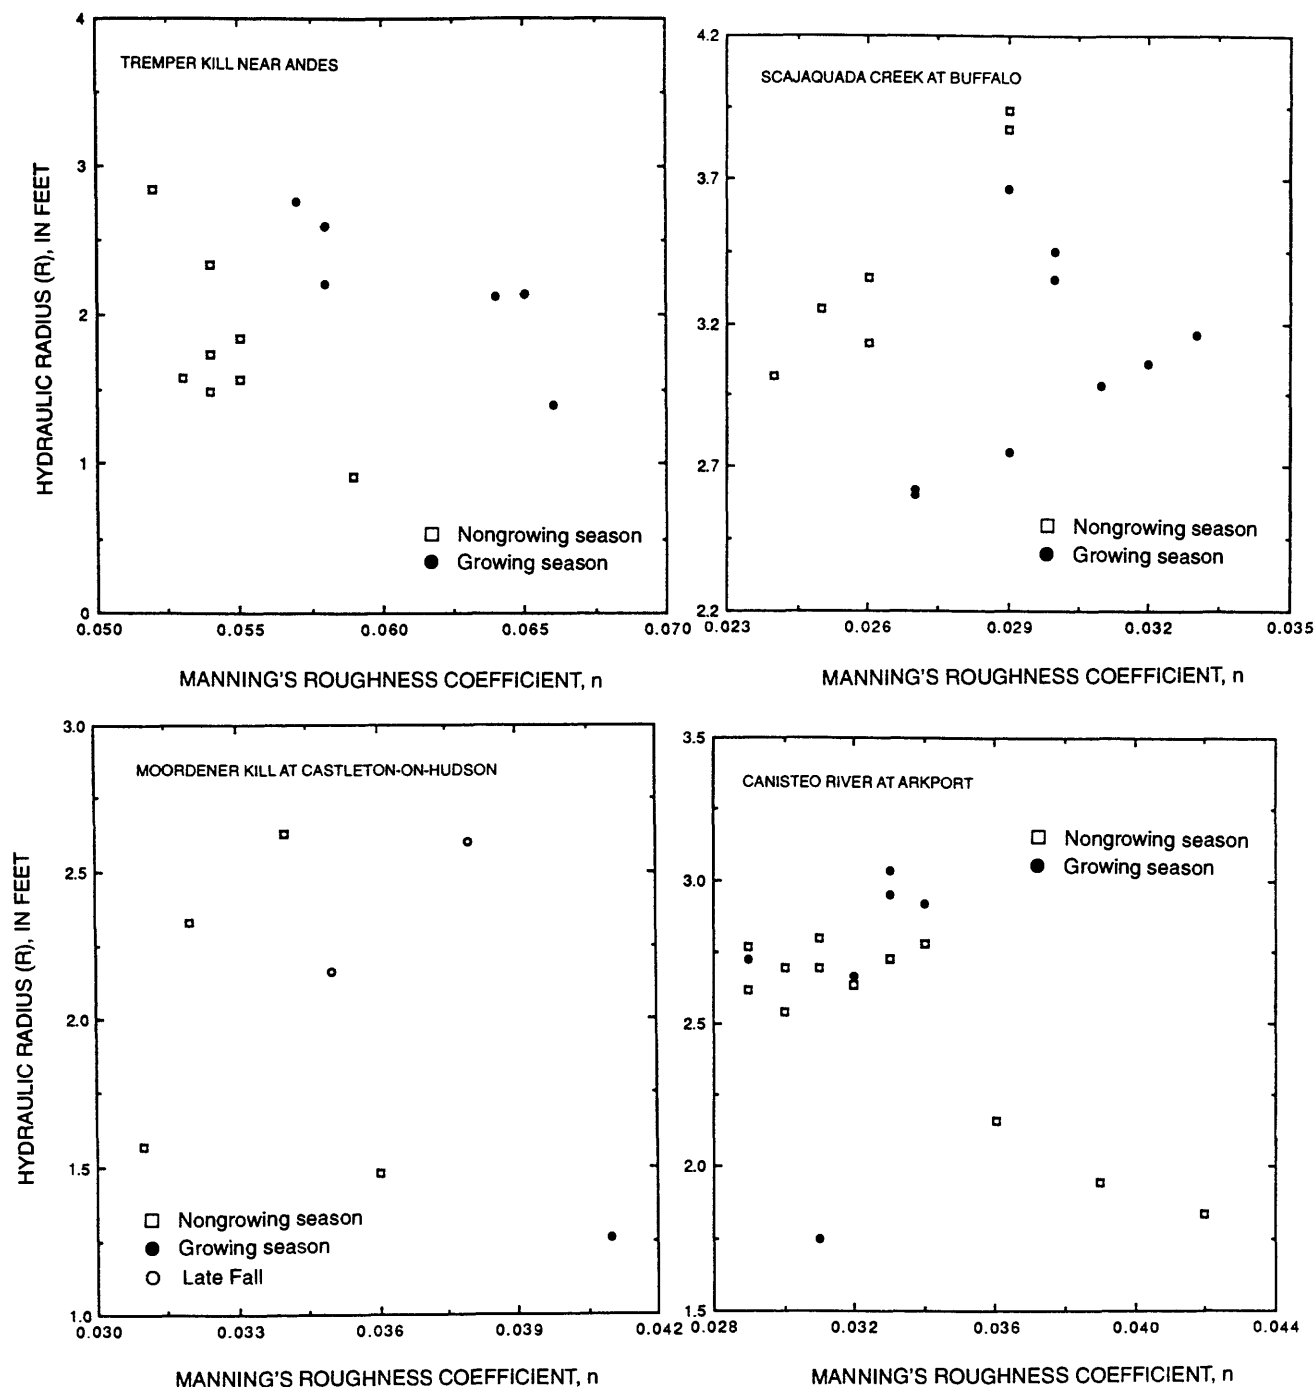 TREMPER KILL NEAR ANDES
HYDRAULIC RADIUS (R), IN FEET
4
3
2
1
0
Nongrowing season
Growing season
0.050
0.055
0.060
0.065
0.070
MANNING'S ROUGHNESS COEFFICIENT, n
SCAJAQUADA CREEK AT BUFFALO
4.2
3.7
3.2
2.7
2.2
Nongrowing season
Growing season
0.023
0.026
0.029
0.032
0.035
MANNING'S ROUGHNESS COEFFICIENT, n
MOORDENER KILL AT CASTLETON-ON-HUDSON
HYDRAULIC RADIUS (R), IN FEET
3.0
2.5
2.0
1.5
1.0
Nongrowing season
Growing season
Late Fall
0.030
0.033
0.036
0.039
0.042
MANNING'S ROUGHNESS COEFFICIENT, n
CANISTEO RIVER AT ARKPORT
3.5
3.0
2.5
2.0
1.5
Nongrowing season
Growing season
0.028
0.032
0.036
0.040
0.044
MANNING'S ROUGHNESS COEFFICIENT, n